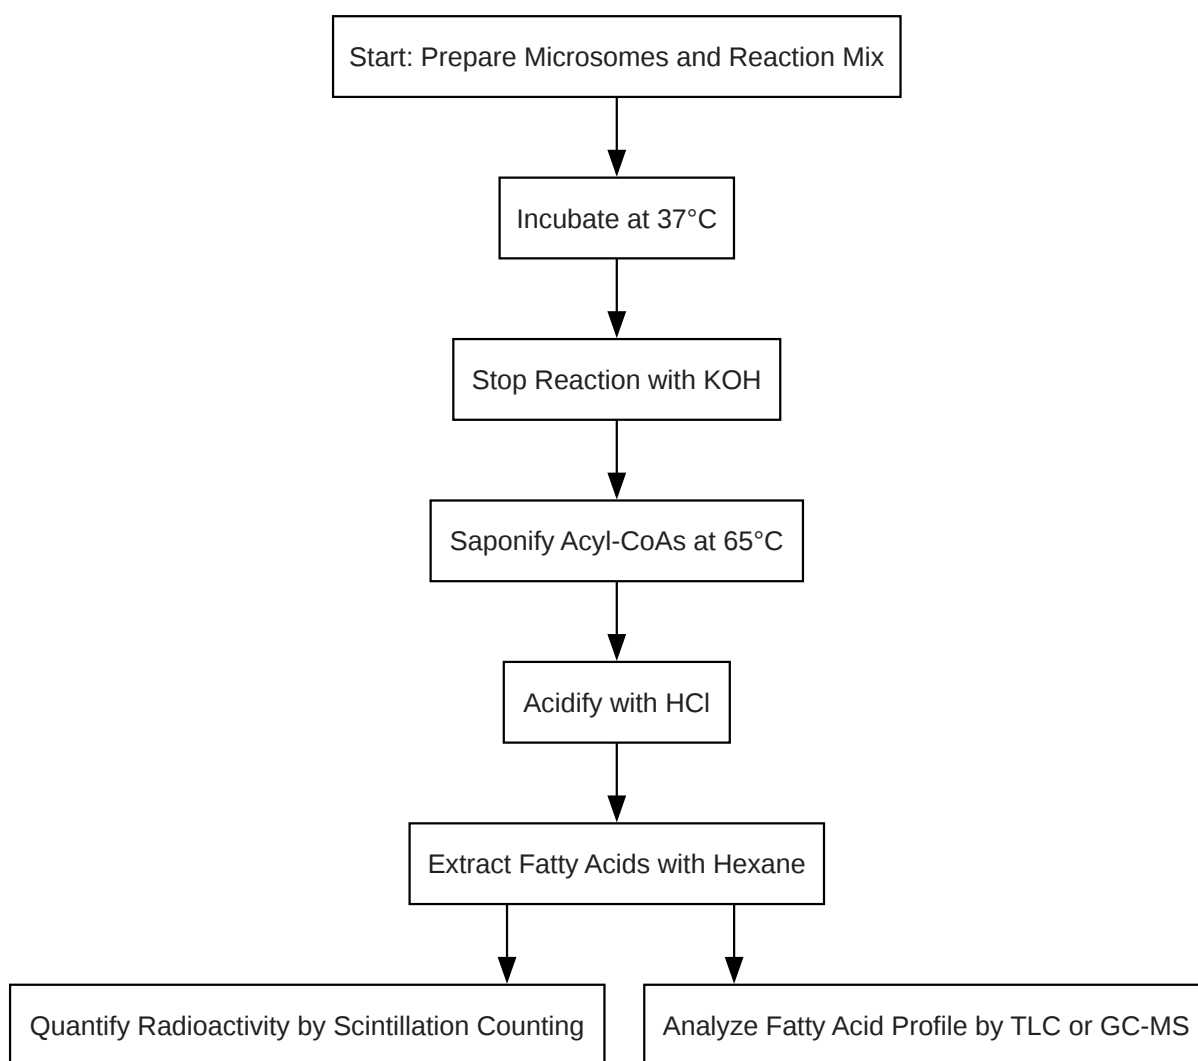 Start: Prepare Microsomes and Reaction Mix
Incubate at 37°C
Stop Reaction with KOH
Saponify Acyl-CoAs at 65°C
Acidify with HCl
Extract Fatty Acids with Hexane
Quantify Radioactivity by Scintillation Counting
Analyze Fatty Acid Profile by TLC or GC-MS